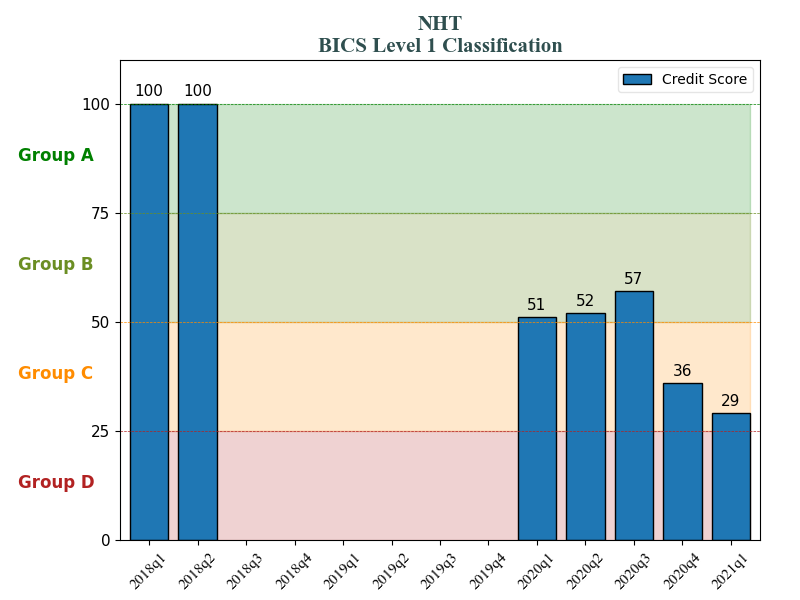 NHT
BICS Level 1 Classification
Credit Score
100
100
100
Group A
75
Group B
57
52
51
50
Group C
36
29
25
Group D
0
2018q1
2018q2
2018q3
2018q4
2019q1
2019q2
2019q3
2019q4
2020q1
2020q2
2020q3
2020q4
2021q1